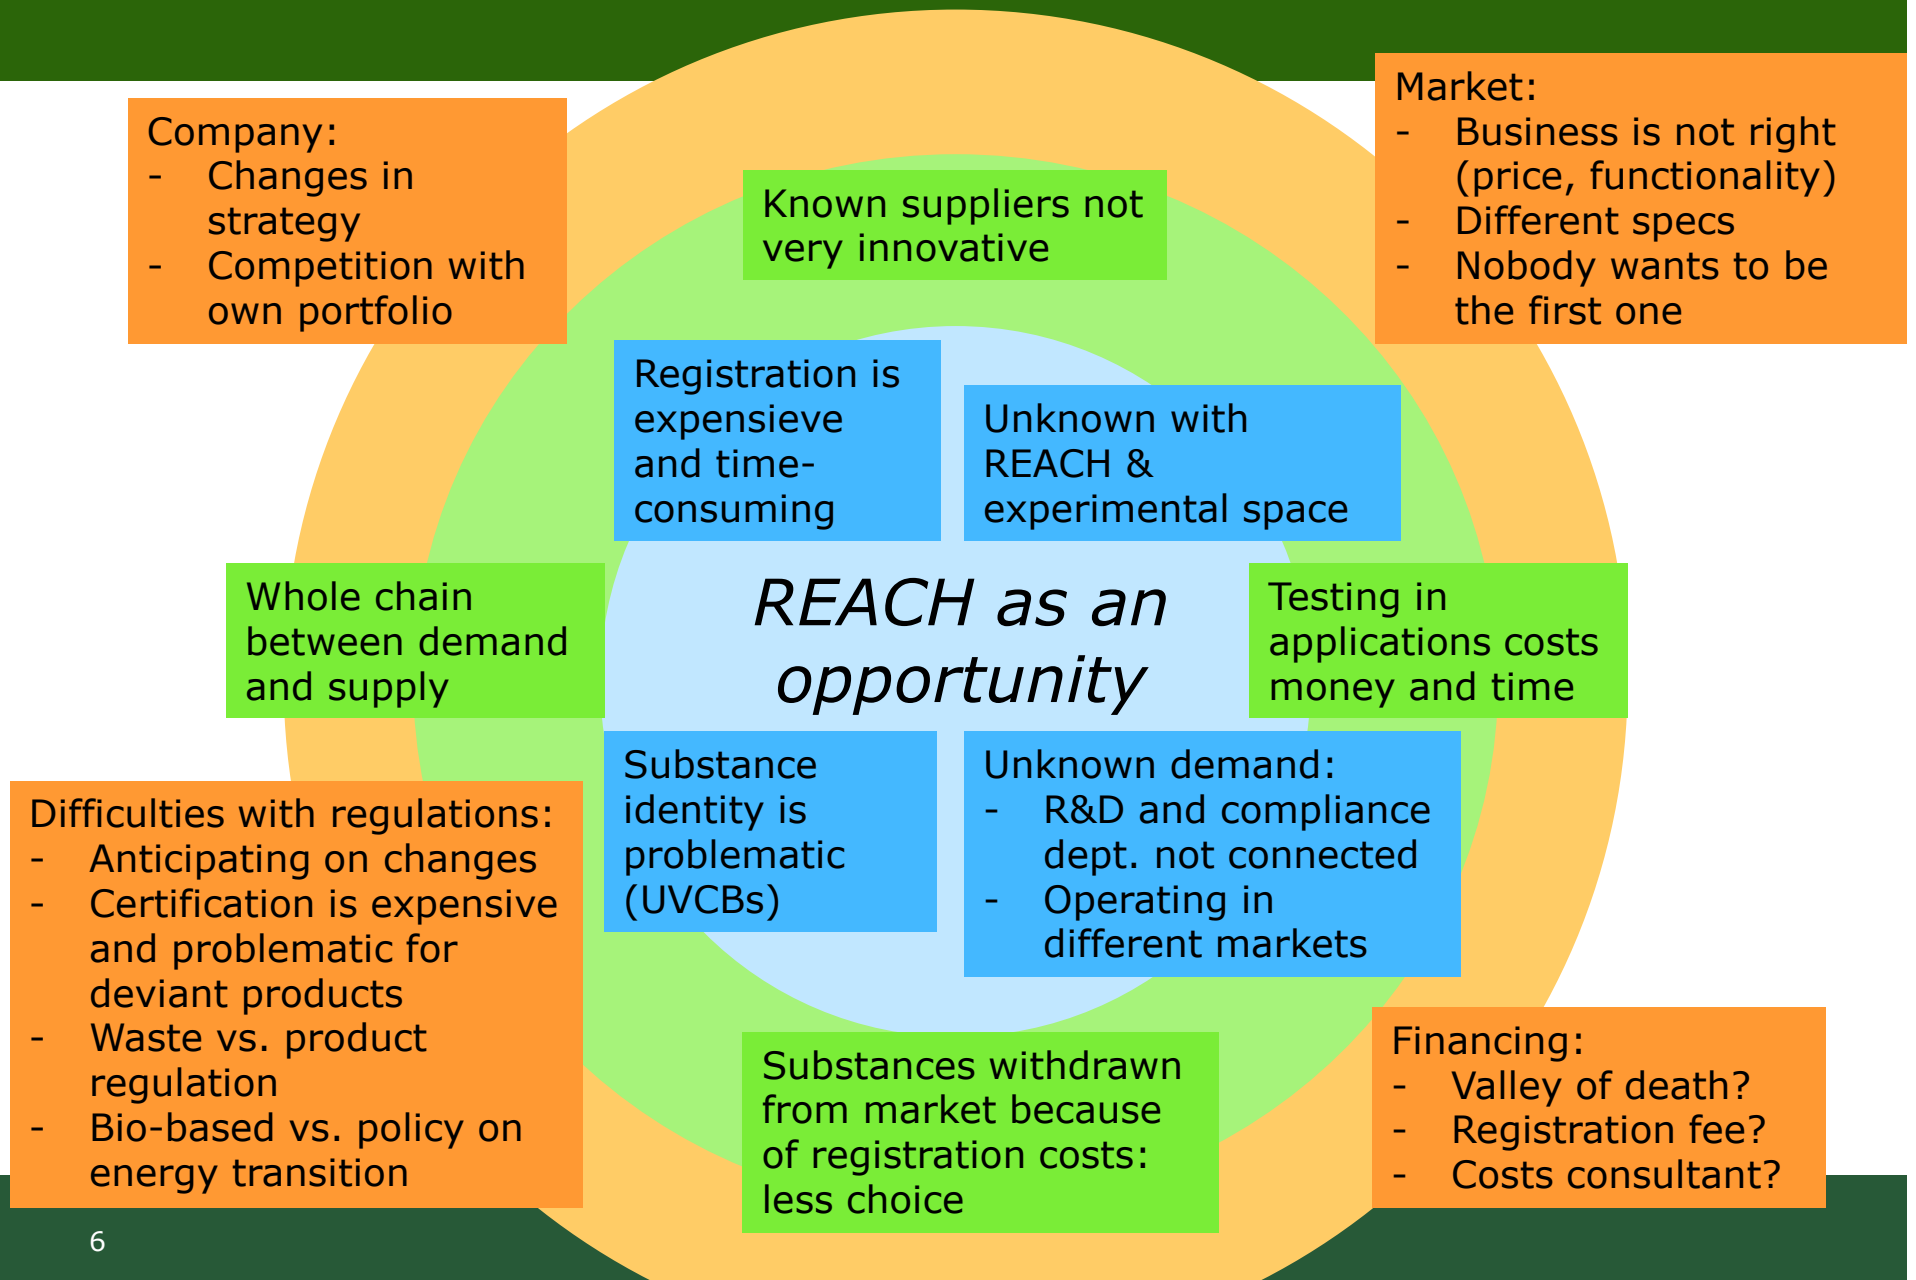 Company:
- Changes in
strategy
- Competition with
own portfolio
Known suppliers not
very innovative
Market:
- Business is not right
(price, functionality)
- Different specs
- Nobody wants to be
the first one
Registration is
expensieve
and time-
consuming
Unknown with
REACH &
experimental space
Whole chain
between demand
and supply
REACH as an
opportunity
Testing in
applications costs
money and time
Difficulties with regulations:
- Anticipating on changes
- Certification is expensive
and problematic for
deviant products
- Waste vs. product
regulation
- Bio-based vs. policy on
energy transition
Substance
identity is
problematic
(UVCBs)
Unknown demand:
- R&D and compliance
dept. not connected
- Operating in
different markets
Substances withdrawn
from market because
of registration costs:
less choice
Financing:
- Valley of death?
- Registration fee?
- Costs consultant?
6